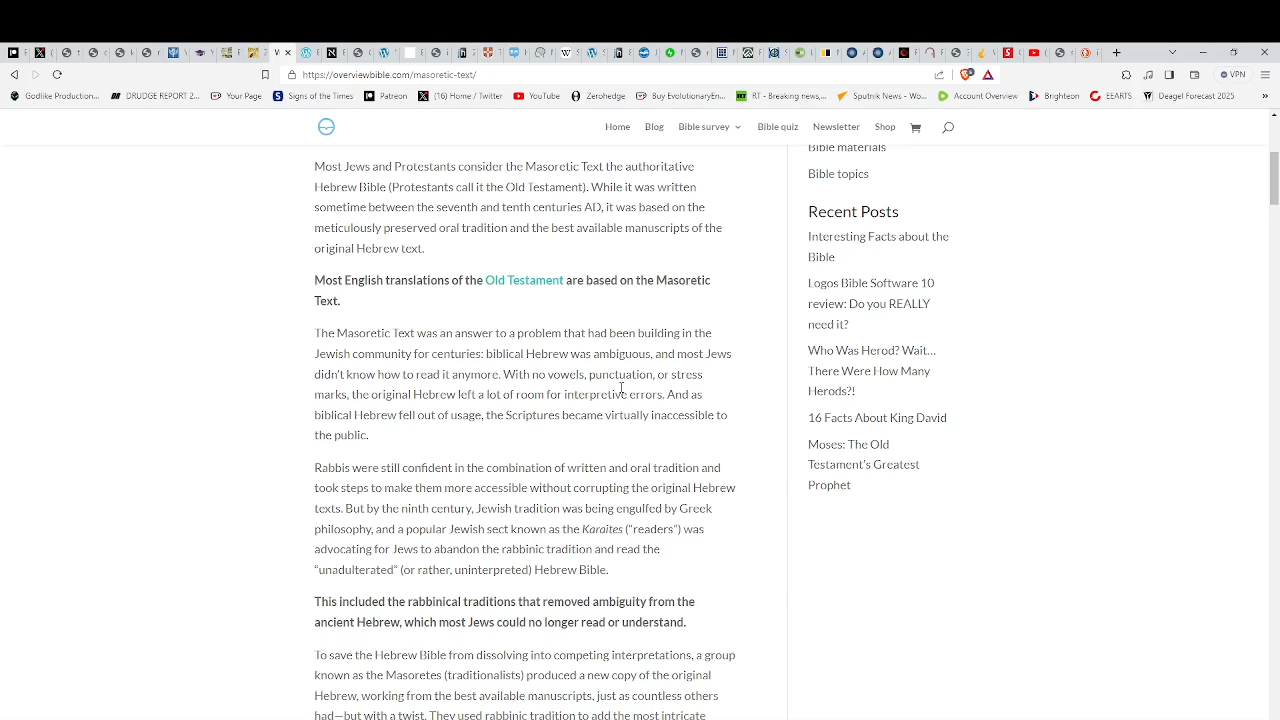 https://overviewbible.com/masoretic-text/
VPN
Godlike Producctio...
DRUDGE REPORT 2...
Your Page
Signs of the Times
Patreon
(16) Home / Twitter
YouTube
Zerohedge
Buy EvolutionaryEn...
RT - Breaking news,...
Sputnik News - Wo...
Account Overview
Brighteon
EEARTS
Deagel Forecast 2025
Home
Blog
Bible survey
Bible quiz
Newsletter
Shop
Most Jews and Protestants consider the Masoretic Text the authoritative
Hebrew Bible (Protestants call it the Old Testament). While it was written
sometime between the seventh and tenth centuries AD, it was based on the
meticulously preserved oral tradition and the best available manuscripts of the
original Hebrew text.
Most English translations of the Old Testament are based on the Masoretic
Text.
The Masoretic Text was an answer to a problem that had been building in the
Jewish community for centuries: biblical Hebrew was ambiguous, and most Jews
didn't know how to read it anymore. With no vowels, punctuation, or stress
marks, the original Hebrew left a lot of room for interpretive errors. And as
biblical Hebrew fell out of usage, the Scriptures became virtually inaccessible to
the public.
Rabbis were still confident in the combination of written and oral tradition and
took steps to make them more accessible without corrupting the original Hebrew
texts. But by the ninth century, Jewish tradition was being engulfed by Greek
philosophy, and a popular Jewish sect known as the Karaites ("readers") was
advocating for Jews to abandon the rabbinic tradition and read the
“unadulterated” (or rather, uninterpreted) Hebrew Bible.
This included the rabbinical traditions that removed ambiguity from the
ancient Hebrew, which most Jews could no longer read or understand.
To save the Hebrew Bible from dissolving into competing interpretations, a group
known as the Masoretes (traditionalists) produced a new copy of the original
Hebrew, working from the best available manuscripts, just as countless others
had—but with a twist. They used rabbinic tradition to add the most intricate
Bible materials
Bible topics
Recent Posts
Interesting Facts about the
Bible
Logos Bible Software 10
review: Do you REALLY
need it?
Who Was Herod? Wait…
There Were How Many
Herods?!
16 Facts About King David
Moses: The Old
Testament's Greatest
Prophet